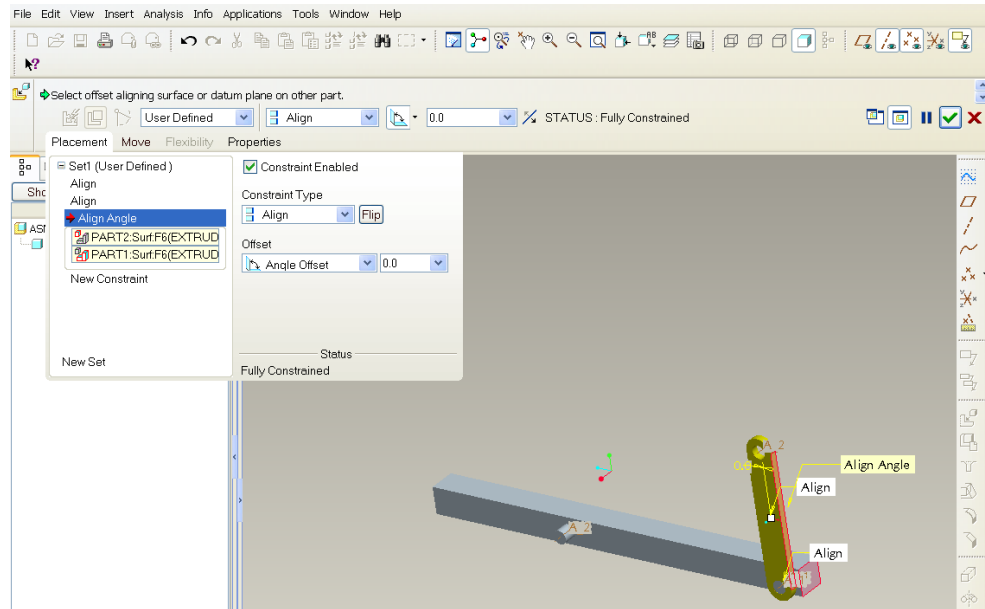 File Edit View Insert Analysis Info Applications Tools Window Help
Select offset aligning surface or datum plane on other part.
User Defined Align 0.0 STATUS : Fully Constrained
Placement Move Flexibility Properties
Set1 (User Defined ) Constraint Enabled
Align
Constraint Type
Align
Align Flip
Align Angle
PART2:Surf:F6(EXTRUD Offset
PART1:Surf:F6(EXTRUD Angle Offset 0.0
New Constraint
Status
New Set
Fully Constrained
Sho
ASM
A_2
0.0 Align Angle
Align
A_2
Align